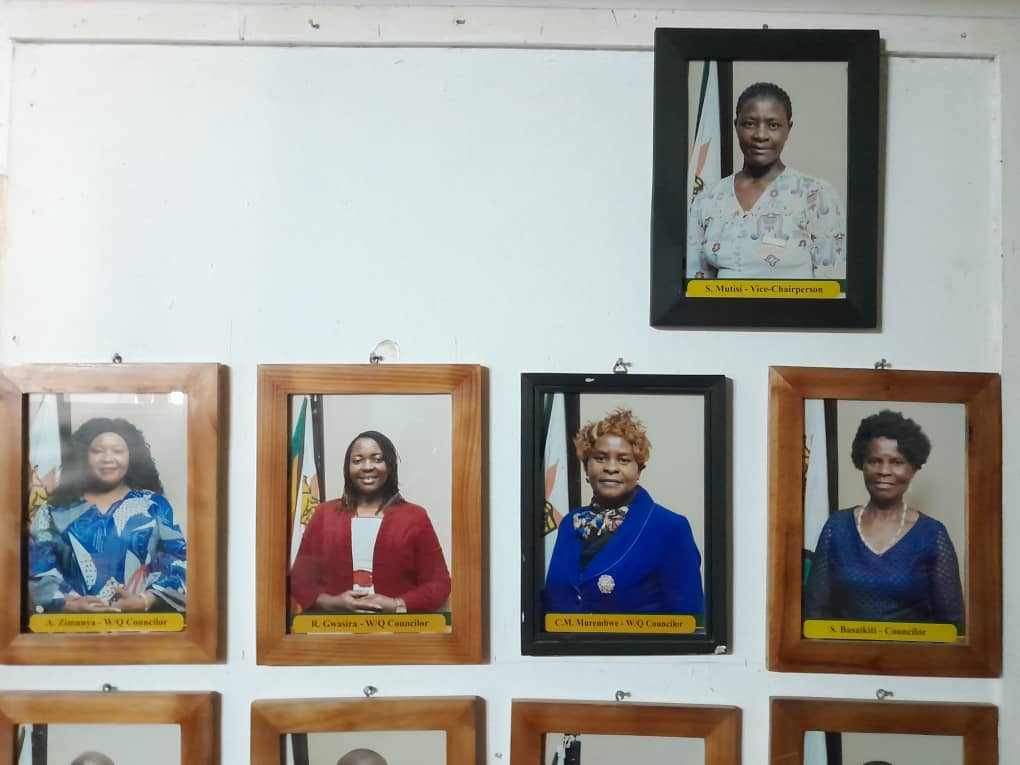 S. Mutisi - Vice-Chairperson
A. Zimunya - W/Q Councilor
R. Gwasira - W/Q Councilor
C.M. Murembwe - W/Q Councilor
S. Basaikiti - Councilor